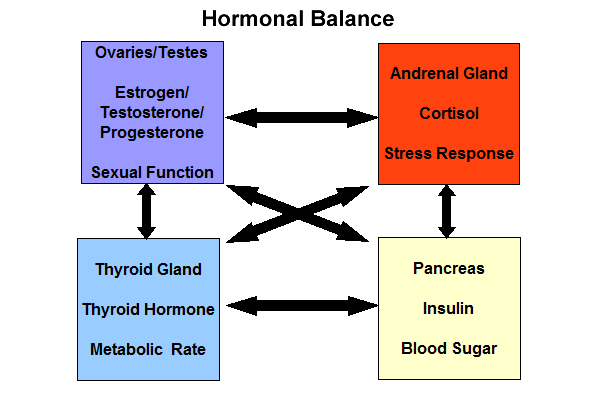 Hormonal Balance
Ovaries/Testes
Estrogen/
Testosterone/
Progesterone
Sexual Function
Andrenal Gland
Cortisol
Stress Response
Thyroid Gland
Thyroid Hormone
Metabolic Rate
Pancreas
Insulin
Blood Sugar